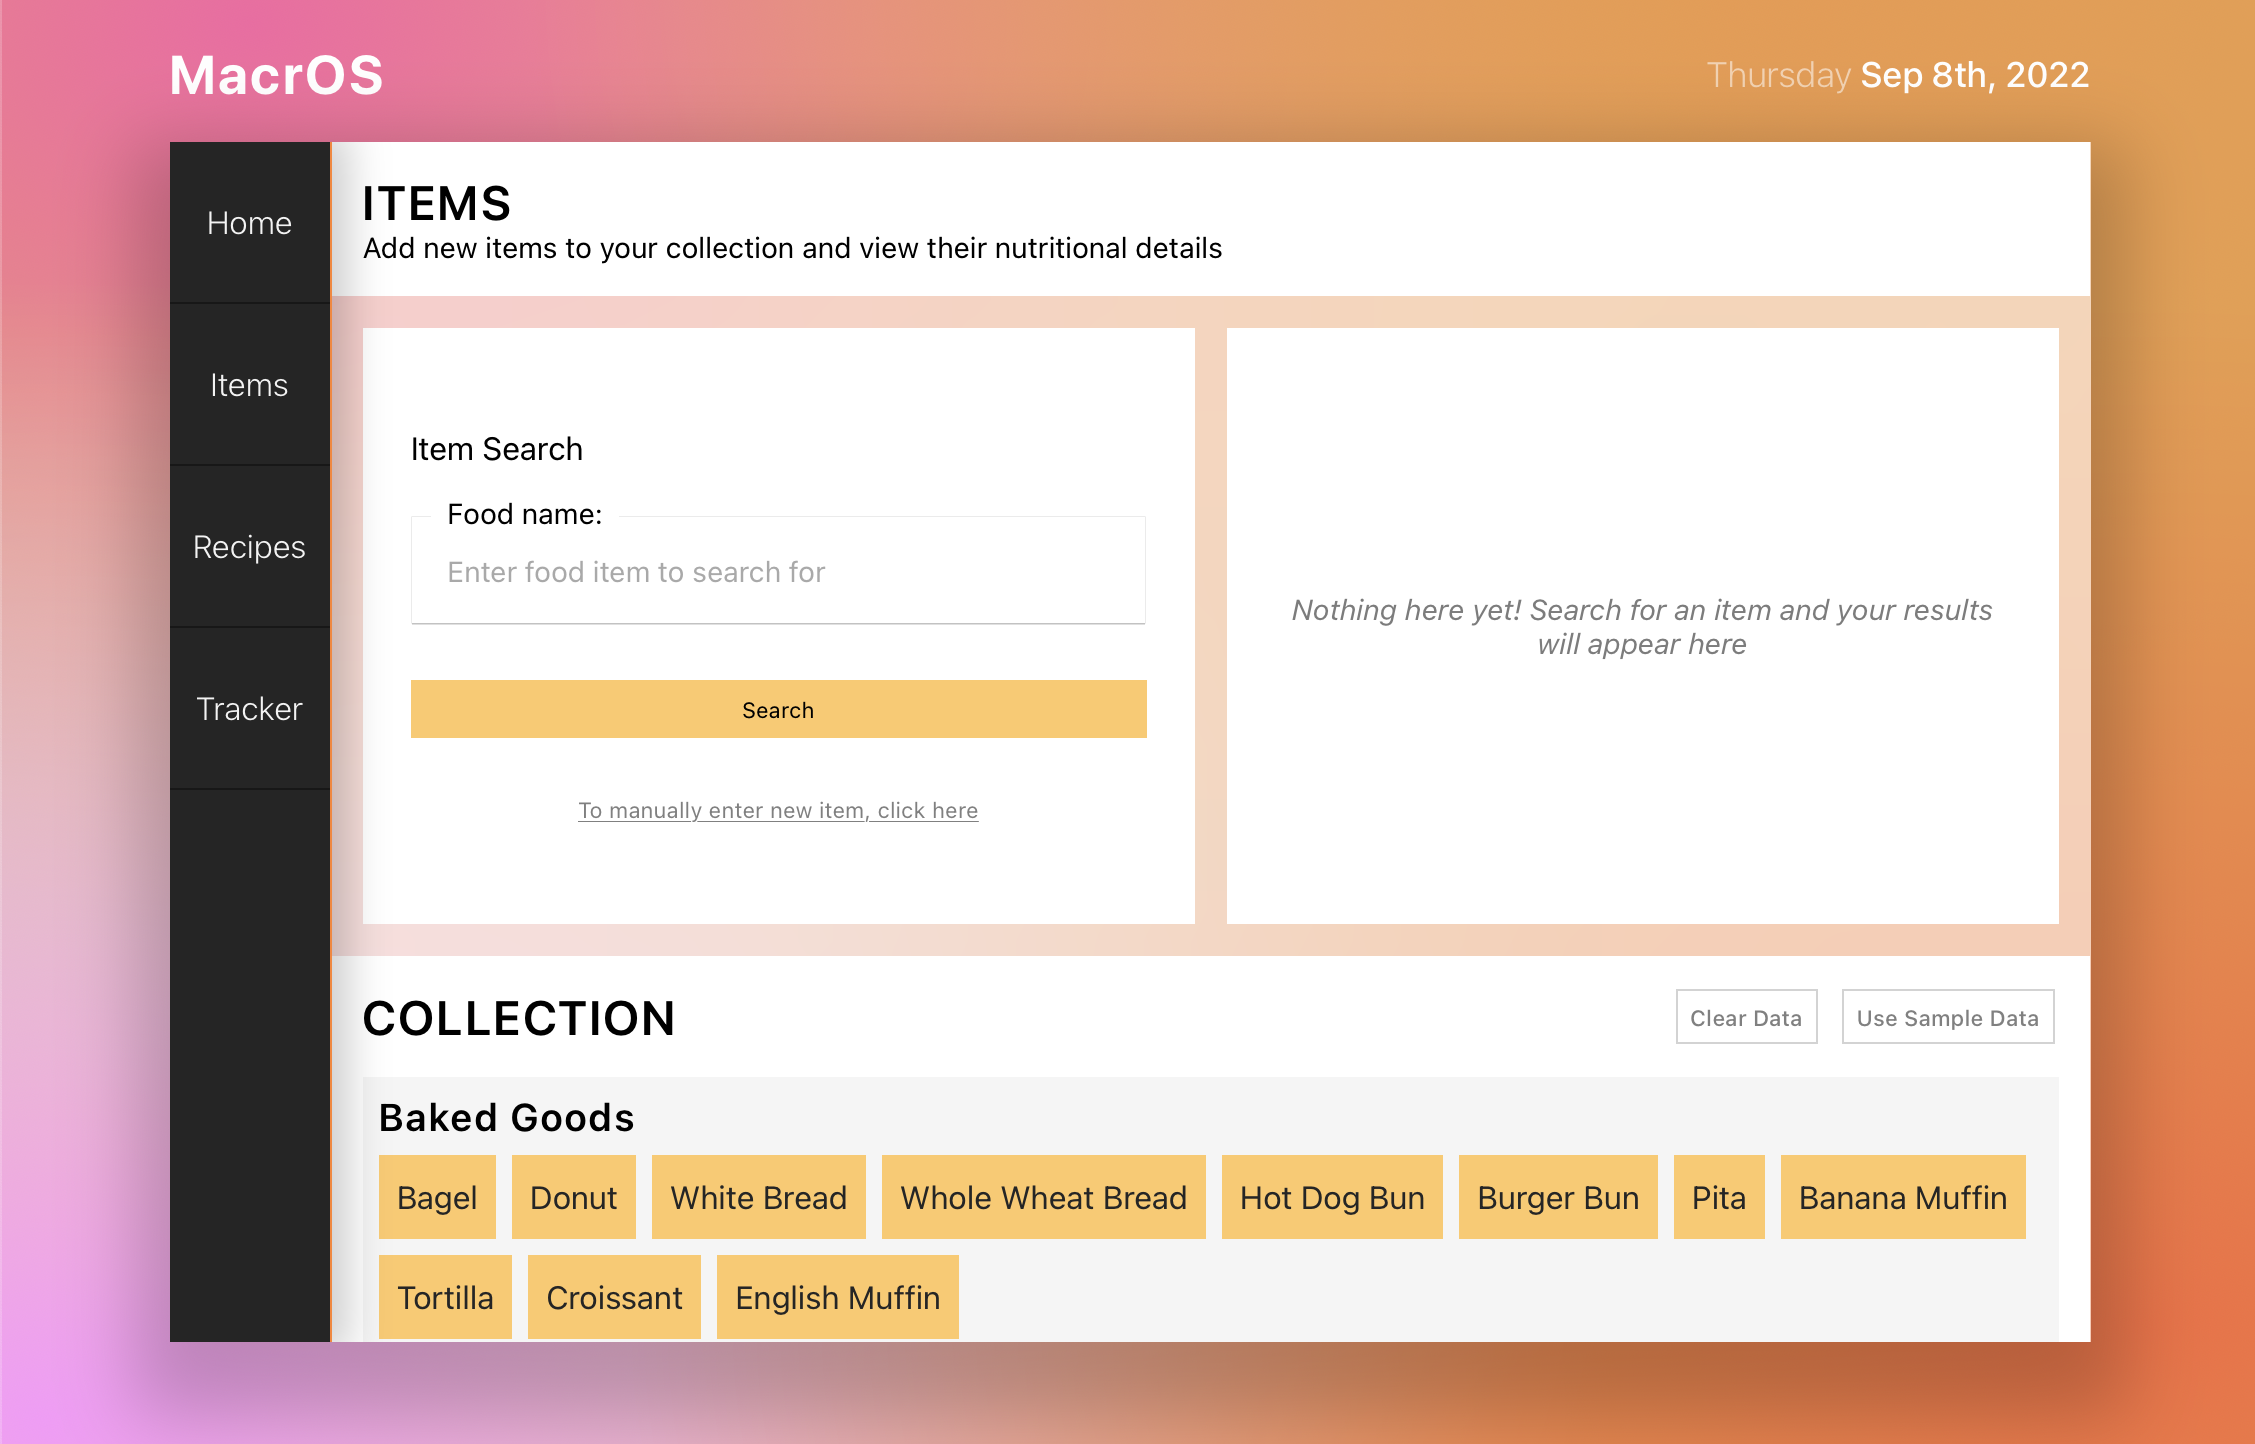 MacrOS
Thursday Sep 8th, 2022
Home
Items
Recipes
Tracker
ITEMS
Add new items to your collection and view their nutritional details
Item Search
Food name:
Enter food item to search for
Search
To manually enter new item, click here
Nothing here yet! Search for an item and your results
will appear here
COLLECTION
Clear Data
Use Sample Data
Baked Goods
Bagel Donut White Bread Whole Wheat Bread Hot Dog Bun Burger Bun Pita Banana Muffin
Tortilla Croissant English Muffin